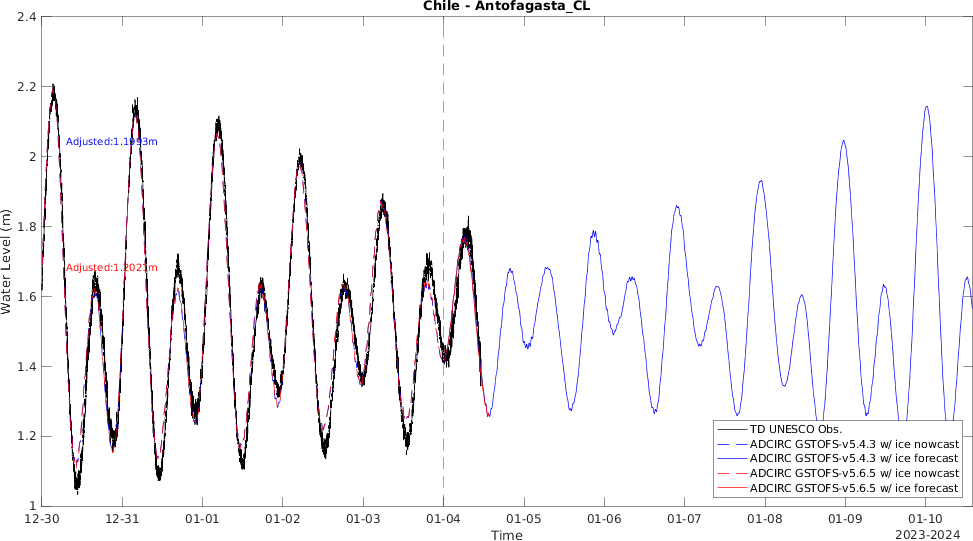 Chile - Antofagasta_CL
2.4
2.2
2
1.8
1.6
1.4
1.2
1
Water Level (m)
Adjusted:1.1993m
Adjusted:1.2021m
TD UNESCO Obs.
ADCIRC GSTOFS-v5.4.3 w/ ice nowcast
ADCIRC GSTOFS-v5.4.3 w/ ice forecast
ADCIRC GSTOFS-v5.6.5 w/ ice nowcast
ADCIRC GSTOFS-v5.6.5 w/ ice forecast
12-30 12-31 01-01 01-02 01-03 01-04 01-05 01-06 01-07 01-08 01-09 01-10
Time
2023-2024